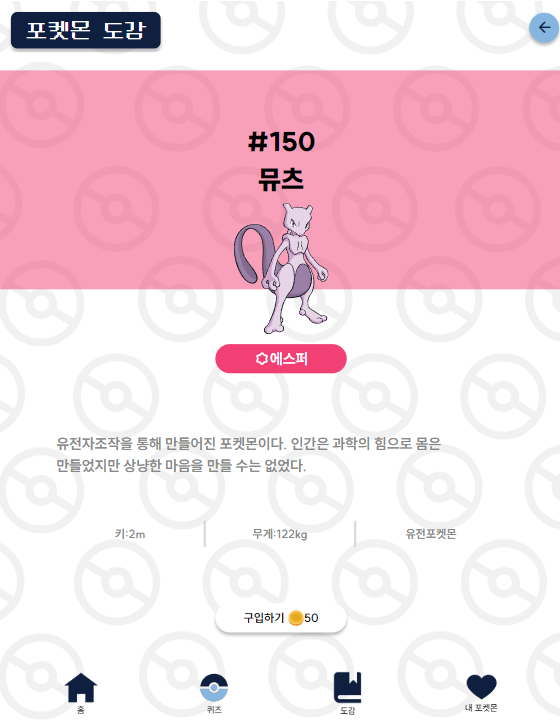 포켓몬 도감
#150
뮤츠
에스퍼
유전자조작을 통해 만들어진 포켓몬이다. 인간은 과학의 힘으로 몸은
만들었지만 상냥한 마음을 만들 수는 없었다.
키:2m
무게:122kg
유전포켓몬
구입하기 50
홈
퀴즈
도감
내 포켓몬